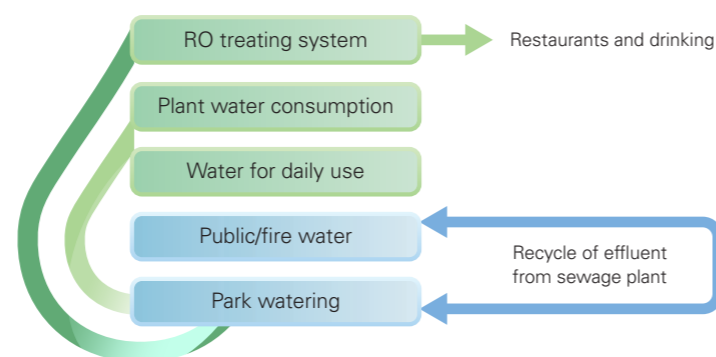 RO treating system
Restaurants and drinking
Plant water consumption
Water for daily use
Public/fire water
Recycle of effluent
from sewage plant
Park watering